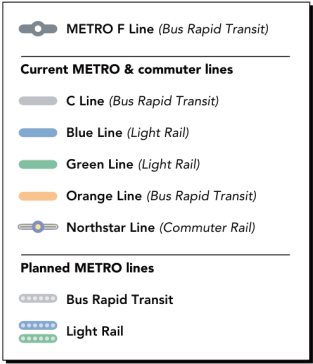 METRO F Line (Bus Rapid Transit)
Current METRO & commuter lines
C Line (Bus Rapid Transit)
Blue Line (Light Rail)
Green Line (Light Rail)
Orange Line (Bus Rapid Transit)
Northstar Line (Commuter Rail)
Planned METRO lines
Bus Rapid Transit
Light Rail